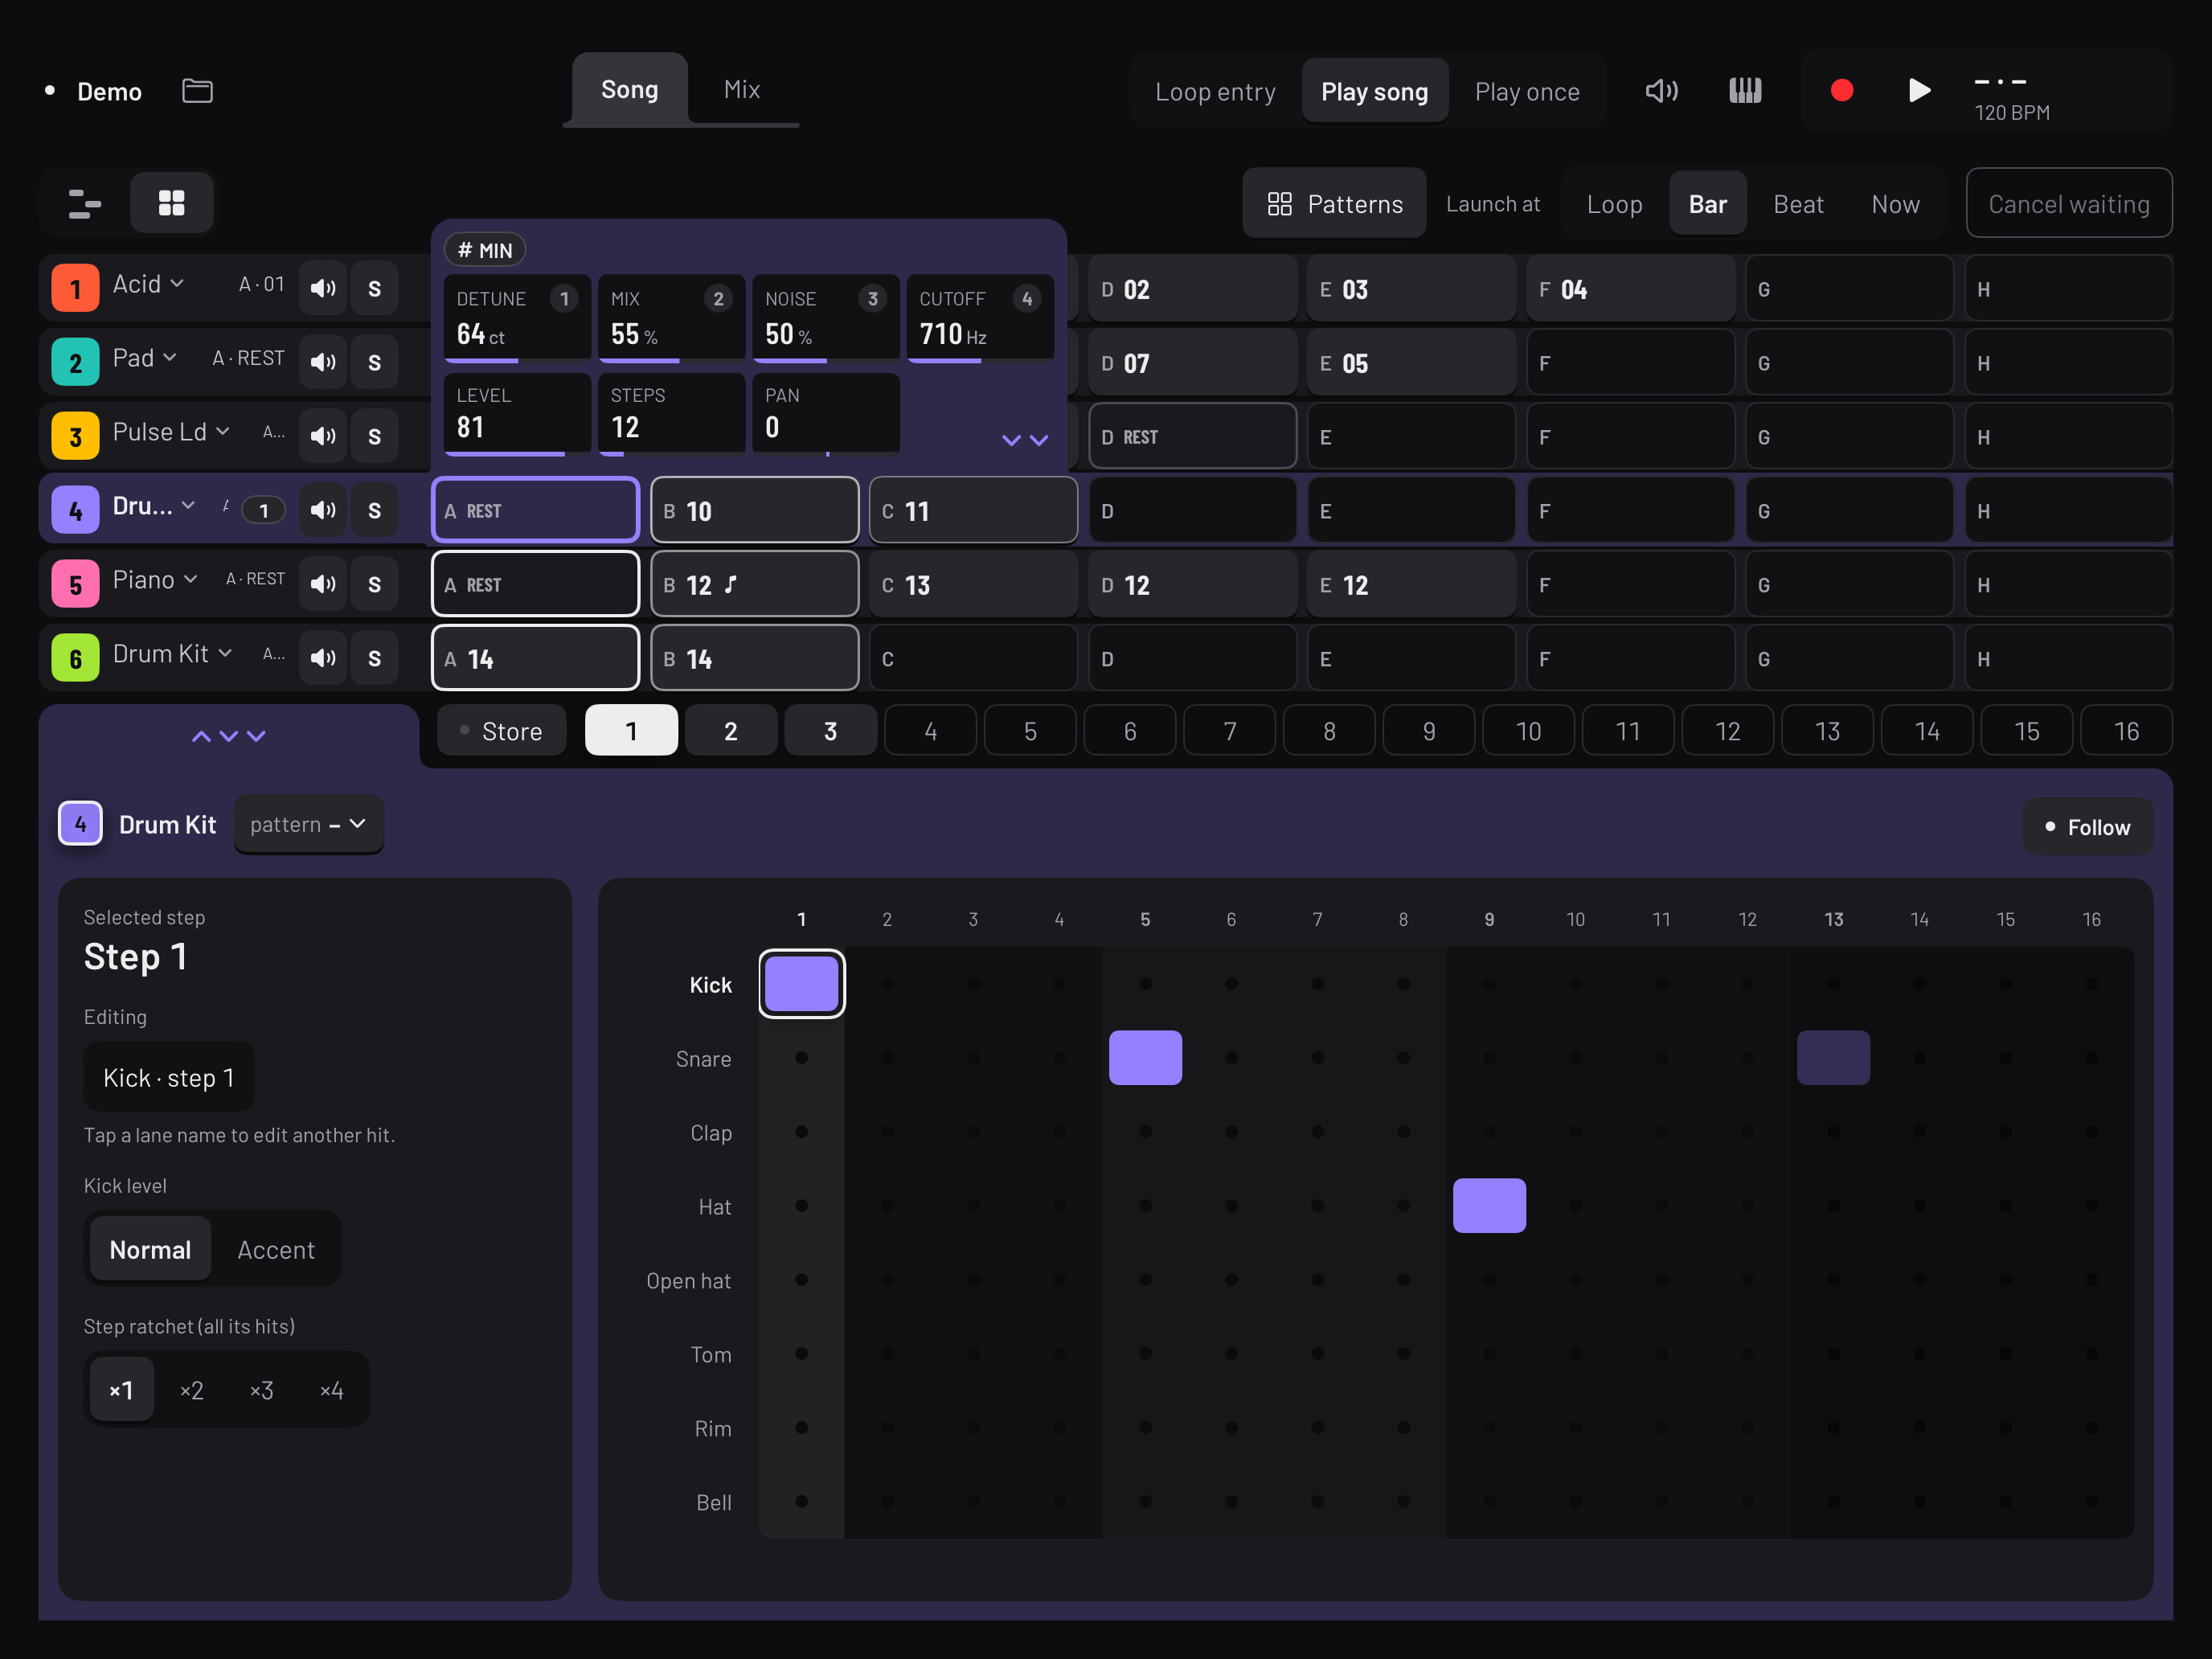 Demo
Song Mix
Loop entry Play song Play once
120 BPM
Patterns Launch at Loop Bar Beat Now Cancel waiting
# MIN
DETUNE 1 MIX 2 NOISE 3 CUTOFF 4
64 ct 55 % 50 % 710 Hz
LEVEL STEPS PAN
81 12 0
1 Acid A · 01 S D 02 E 03 F 04 G H
2 Pad A · REST S D 07 E 05 F G H
3 Pulse Ld A... S D REST E F G H
4 Dru... 1 S A REST B 10 C 11 D E F G H
5 Piano A · REST S A REST B 12 C 13 D 12 E 12 F G H
6 Drum Kit A... S A 14 B 14 C D E F G H
Store 1 2 3 4 5 6 7 8 9 10 11 12 13 14 15 16
4 Drum Kit pattern – Follow
Selected step
Step 1
Editing
Kick · step 1
Tap a lane name to edit another hit.
Kick level
Normal Accent
Step ratchet (all its hits)
×1 ×2 ×3 ×4
1 2 3 4 5 6 7 8 9 10 11 12 13 14 15 16
Kick
Snare
Clap
Hat
Open hat
Tom
Rim
Bell